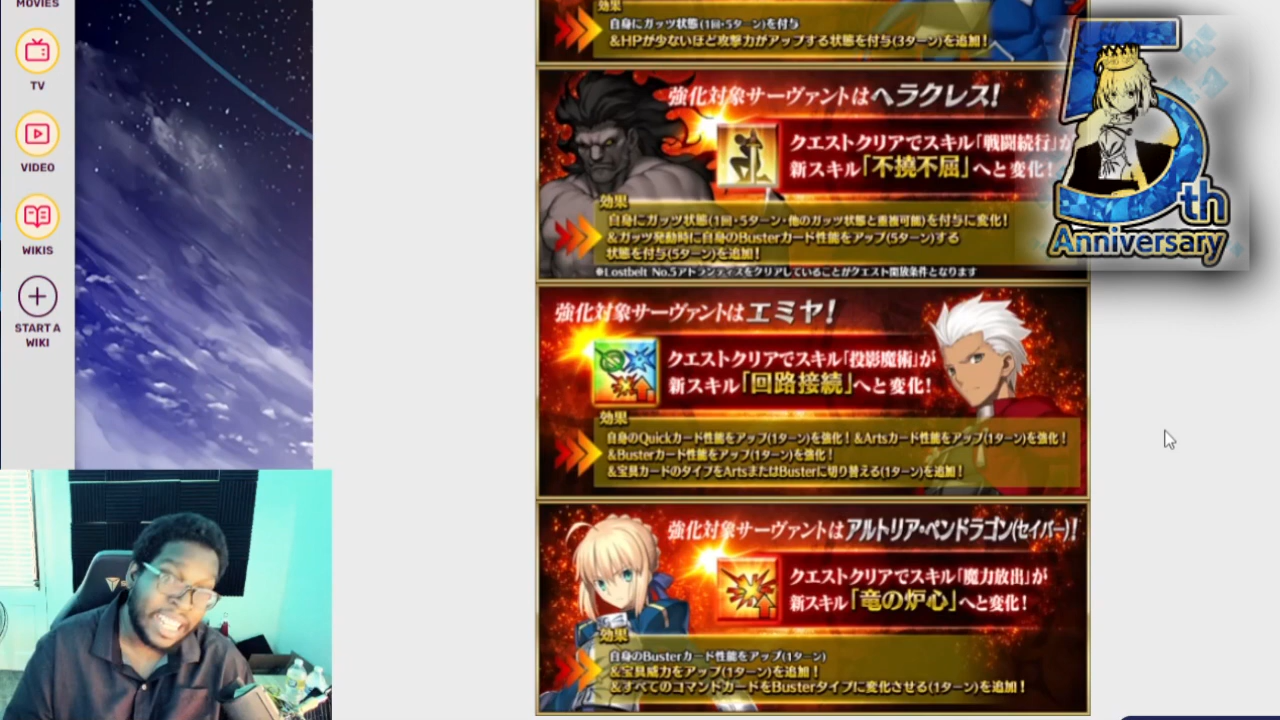 MOVIES
TV
VIDEO
WIKIS
START A
WIKI
効果
自身にガッツ状態(1回・5ターン)を付与
&HPが少ないほど攻撃力がアップする状態を付与(3ターン)を追加!
強化対象サーヴァントはヘラクレス!
クエストクリアでスキル「戦闘続行」が
新スキル「不撓不屈」へと変化!
効果
自身にガッツ状態(1回・5ターン・他のガッツ状態と重複可能)を付与に変化!
&ガッツ発動時に自身のBusterカード性能をアップ(5ターン)する
状態を付与(5ターン)を追加!
●Lostbelt No.5アトランティスをクリアしていることがクエスト開放条件となります
強化対象サーヴァントはエミヤ!
クエストクリアでスキル「投影魔術」が
新スキル「回路接続」へと変化!
効果
自身のQuickカード性能をアップ(1ターン)を強化!&Artsカード性能をアップ(1ターン)を強化!
&Busterカード性能をアップ(1ターン)を強化!
&宝具カードのタイプをArtsまたはBusterに切り替える(1ターン)を追加!
強化対象サーヴァントはアルトリア・ペンドラゴン(セイバー)!
クエストクリアでスキル「魔力放出」が
新スキル「竜の炉心」へと変化!
効果
自身のBusterカード性能をアップ(1ターン)
&宝具威力をアップ(1ターン)を追加!
&すべてのコマンドカードをBusterタイプに変化させる(1ターン)を追加!
5th
Anniversary